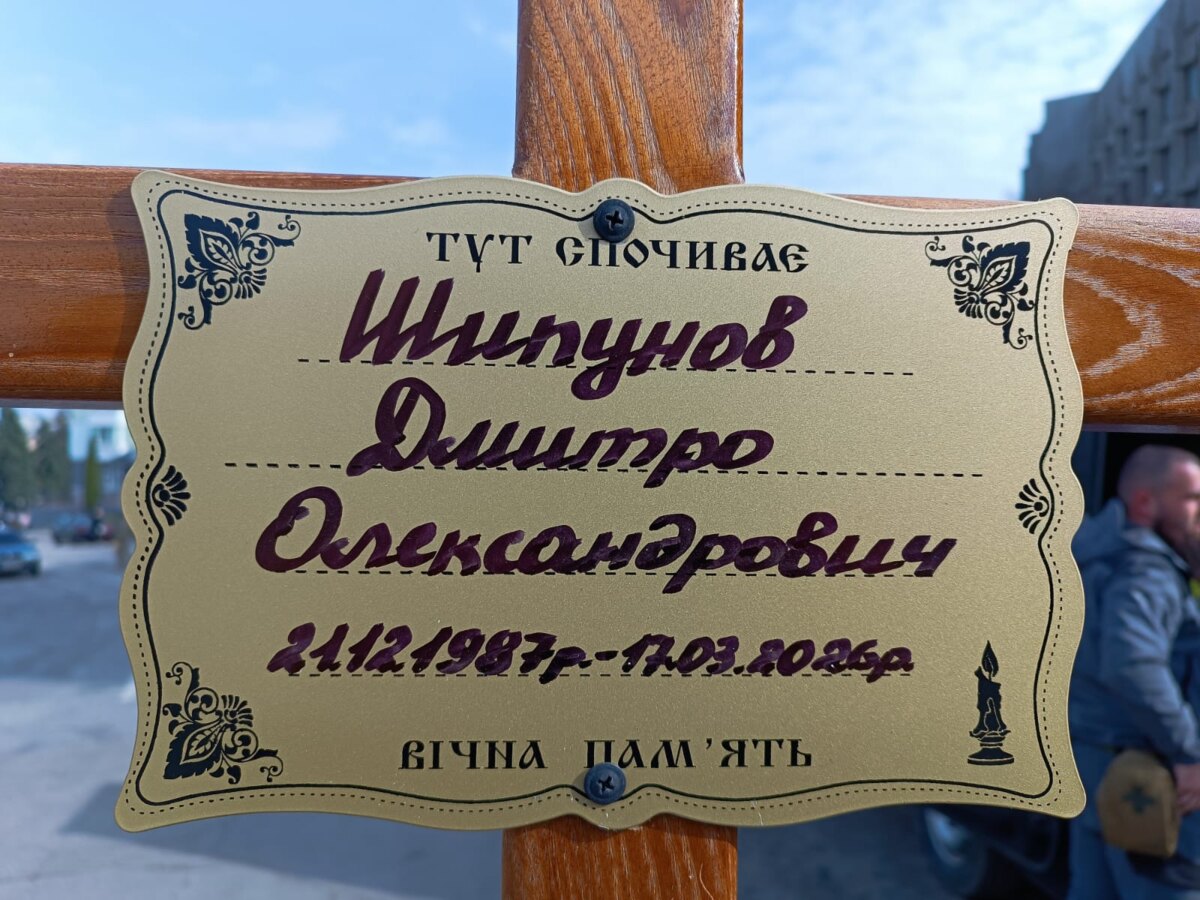 ТУТ СПОЧИВАЄ
Шипунов
Дмитро
Олександрович
21.12.1987р.-17.03.2026р.
ВІЧНА ПАМ'ЯТЬ